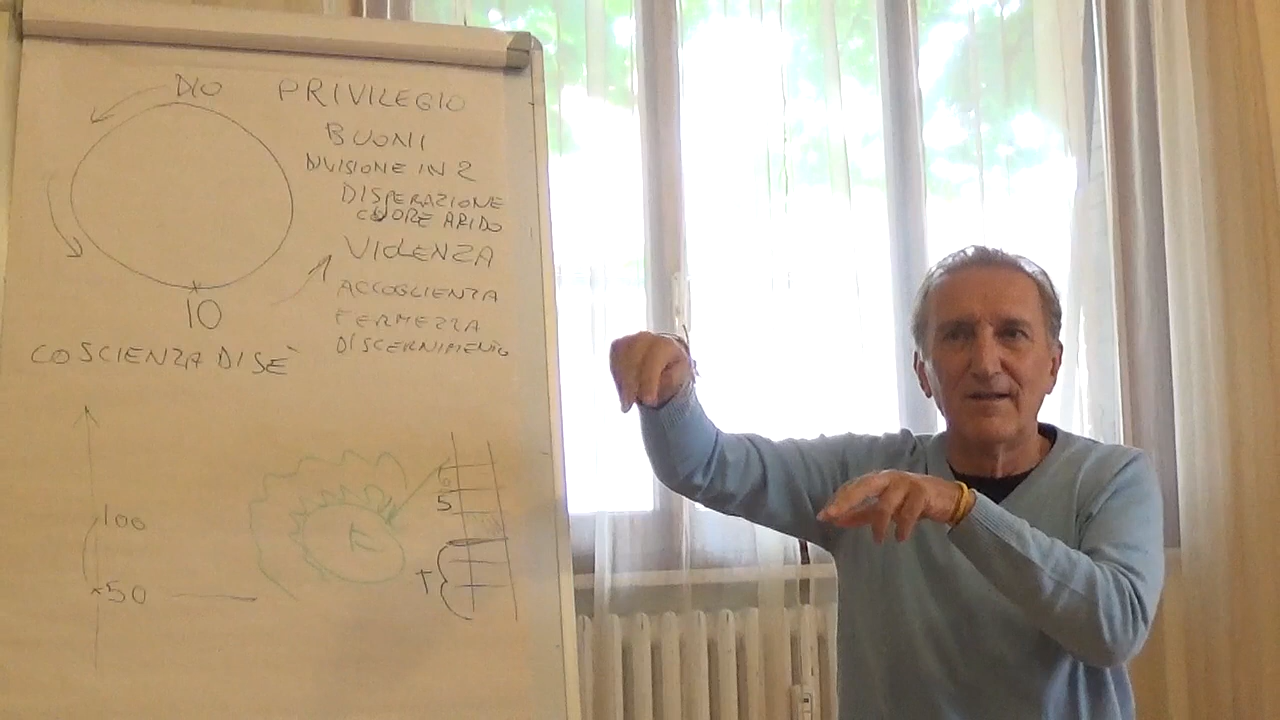 DIO PRIVILEGIO
BUONI
DIVISIONE IN 2
DISPERAZIONE
CUORE ARIDO
VIOLENZA
ACCOGLIENZA
FERMEZZA
DISCERNIMENTO
IO
COSCIENZA DI SÈ
100
50
6
5
T